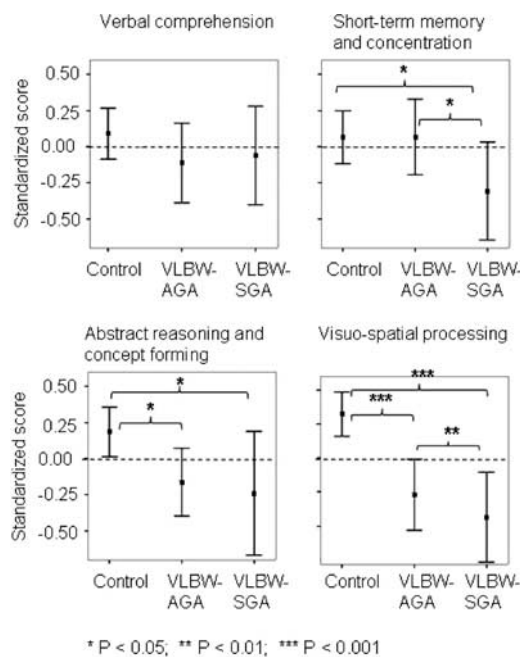 Verbal comprehension
Short-term memory
and concentration
Standardized score
0.50
0.25
0.00
-0.25
-0.50
*
*
Control
VLBW-
AGA
VLBW-
SGA
Control
VLBW-
AGA
VLBW-
SGA
Abstract reasoning and
concept forming
Visuo-spatial processing
Standardized score
0.50
0.25
0.00
-0.25
-0.50
*
*
***
***
**
Control
VLBW-
AGA
VLBW-
SGA
Control
VLBW-
AGA
VLBW-
SGA
* P < 0.05; ** P < 0.01; *** P < 0.001